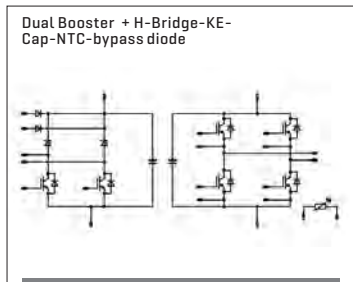 Dual Booster + H-Bridge-KE-
Cap-NTC-bypass diode